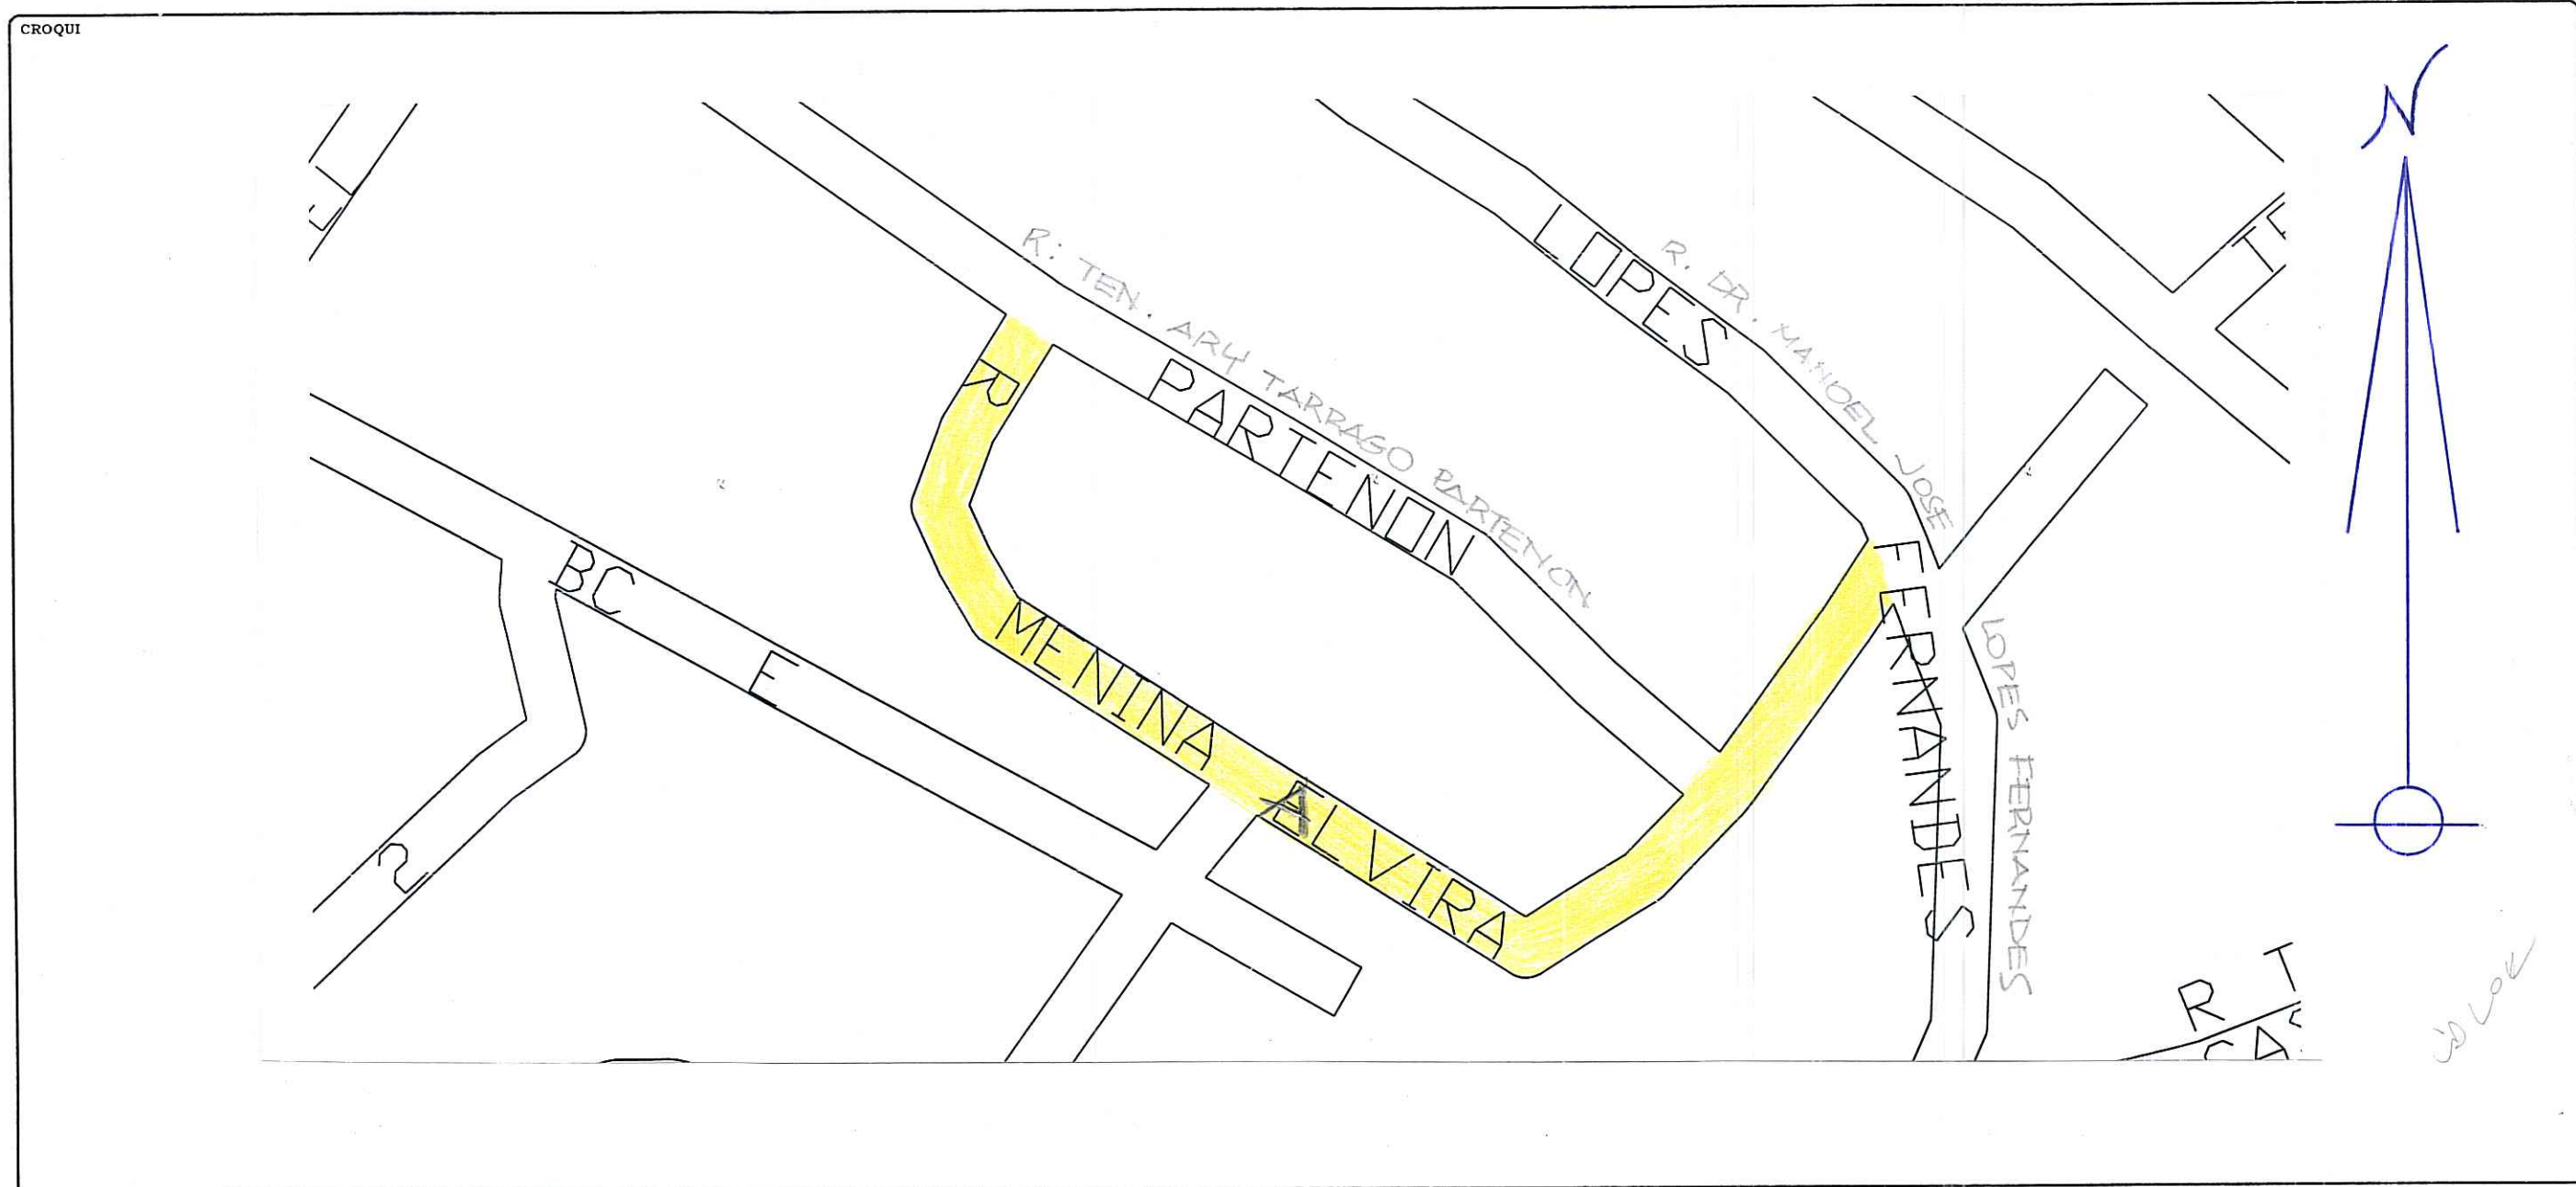 CROQUI
N
R: TEN. ARY TARRAGO PARTENON
PARTENON
R. DR. MANOEL JOSE
LOPES FERNANDES
LOPES
FERNANDES
R
MENINA ALVIRA
BC
E
R T